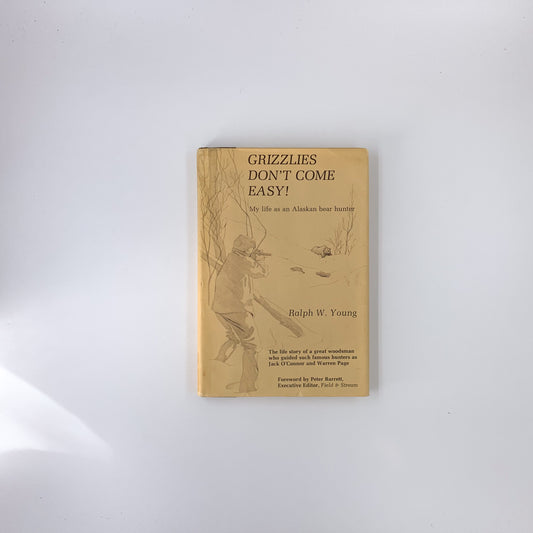 GRIZZLIES
DON'T COME
EASY!
My life as an Alaskan bear hunter
Ralph W. Young
The life story of a great woodsman
who guided such famous hunters as
Jack O'Connor and Warren Page
Foreword by Peter Barrett,
Executive Editor, Field & Stream